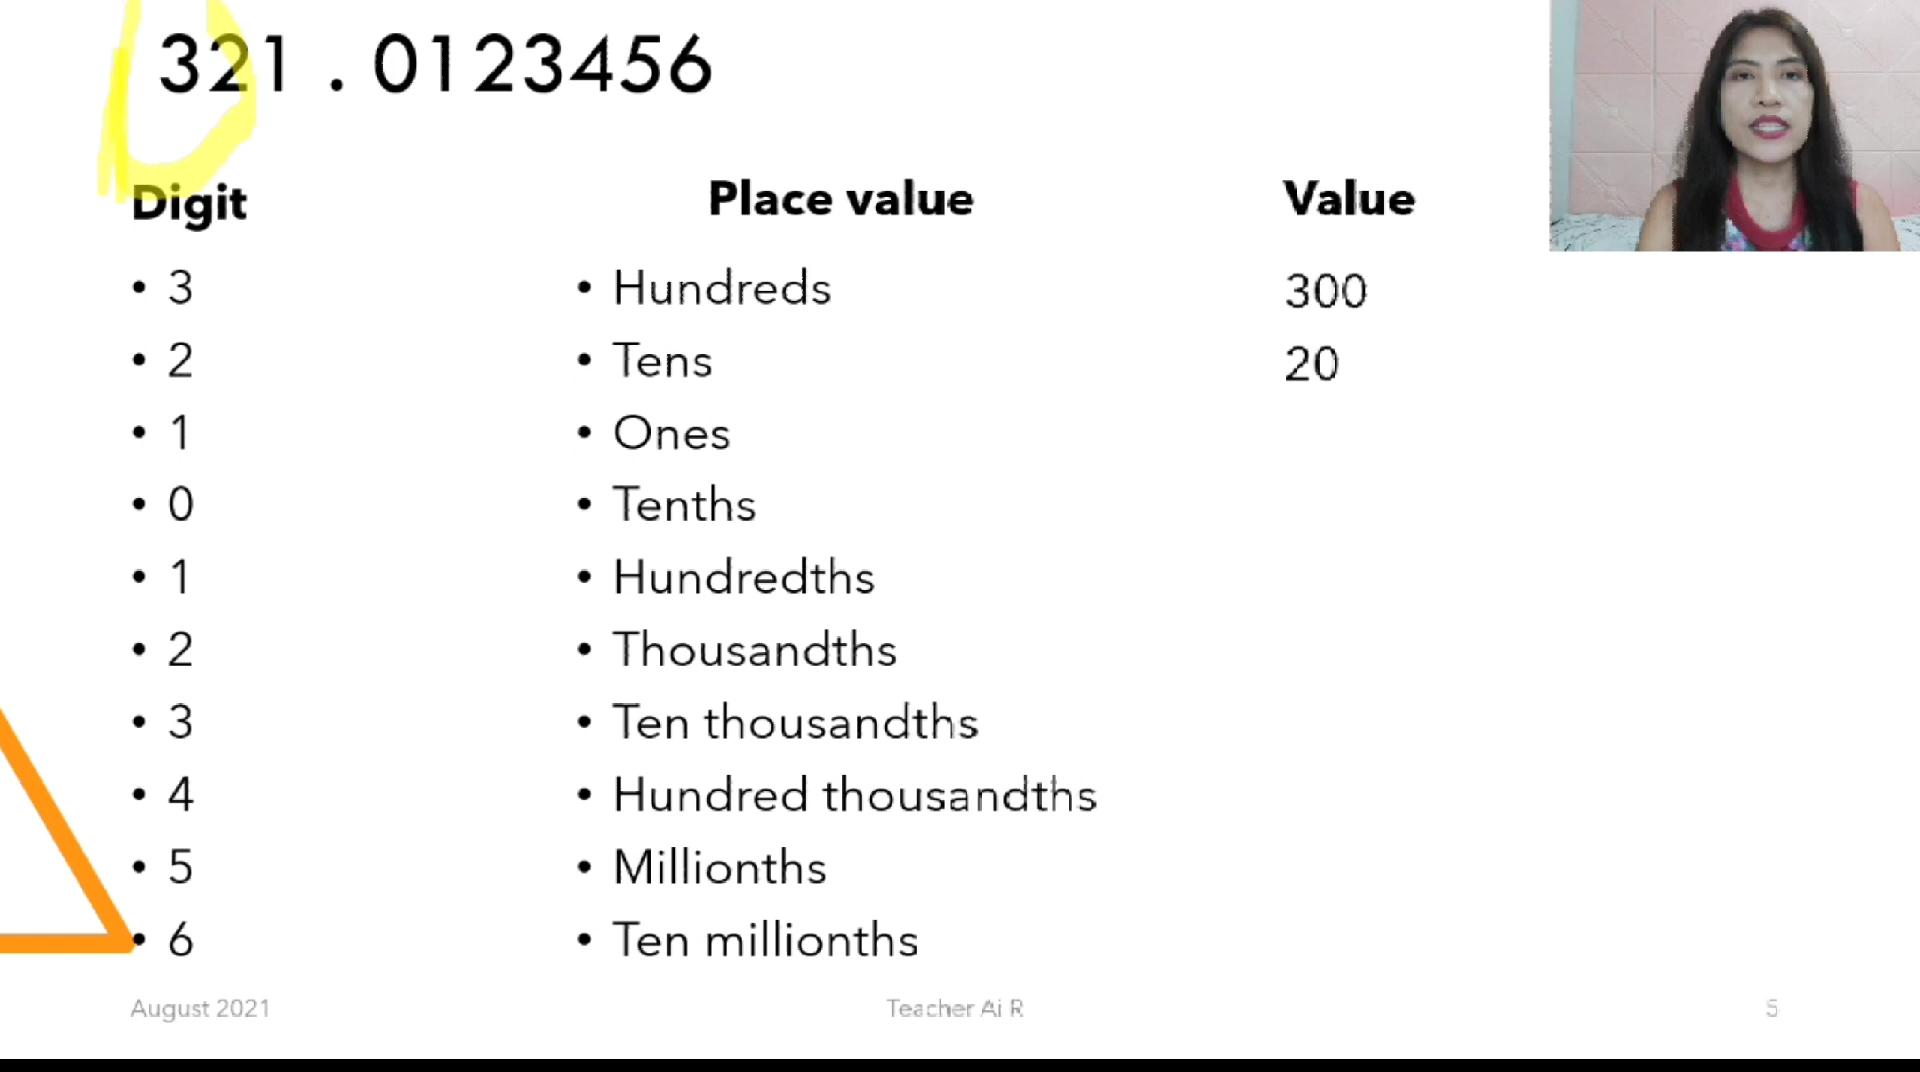 321 . 0123456
Digit Place value Value
• 3 • Hundreds 300
• 2 • Tens 20
• 1 • Ones
• 0 • Tenths
• 1 • Hundredths
• 2 • Thousandths
• 3 • Ten thousandths
• 4 • Hundred thousandths
• 5 • Millionths
• 6 • Ten millionths
August 2021 Teacher Ai R 5